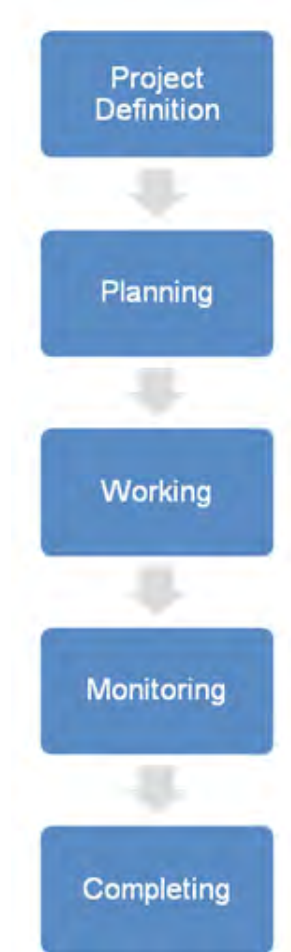 Project
Definition
Planning
Working
Monitoring
Completing